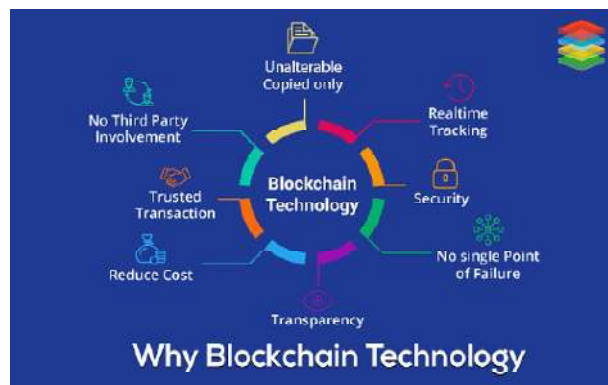 Unalterable
Copied only
Realtime
Tracking
No Third Party
Involvement
Blockchain
Technology
Trusted
Transaction
Security
Reduce Cost
No single Point
of Failure
Transparency
Why Blockchain Technology